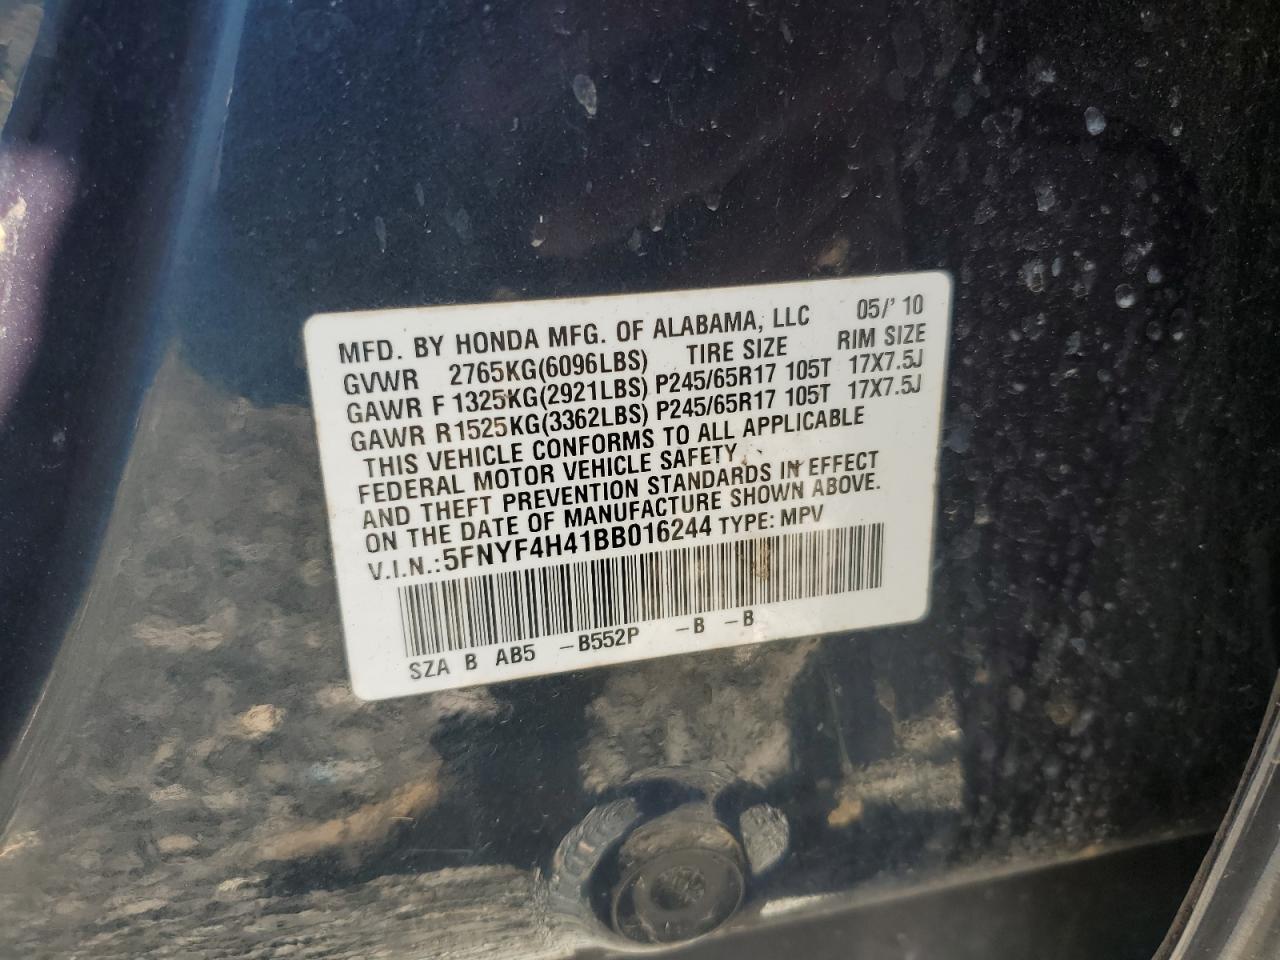 MFD. BY HONDA MFG. OF ALABAMA, LLC 05/' 10
GVWR 2765KG(6096LBS) TIRE SIZE RIM SIZE
GAWR F 1325KG(2921LBS) P245/65R17 105T 17X7.5J
GAWR R1525KG(3362LBS) P245/65R17 105T 17X7.5J
THIS VEHICLE CONFORMS TO ALL APPLICABLE
FEDERAL MOTOR VEHICLE SAFETY
AND THEFT PREVENTION STANDARDS IN EFFECT
ON THE DATE OF MANUFACTURE SHOWN ABOVE.
V.I.N.:5FNYF4H41BB016244 TYPE: MPV
SZA B AB5 -B552P -B -B